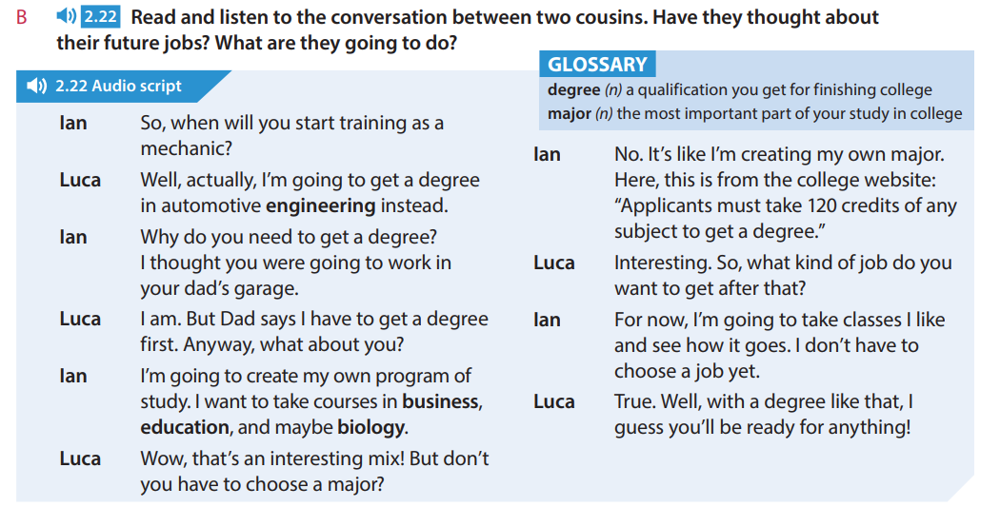 B 2.22 Read and listen to the conversation between two cousins. Have they thought about
their future jobs? What are they going to do?
2.22 Audio script
Ian So, when will you start training as a
mechanic?
Luca Well, actually, I'm going to get a degree
in automotive engineering instead.
Ian Why do you need to get a degree?
I thought you were going to work in
your dad's garage.
Luca I am. But Dad says I have to get a degree
first. Anyway, what about you?
Ian I'm going to create my own program of
study. I want to take courses in business,
education, and maybe biology.
Luca Wow, that's an interesting mix! But don't
you have to choose a major?
GLOSSARY
degree (n) a qualification you get for finishing college
major (n) the most important part of your study in college
Ian No. It's like I'm creating my own major.
Here, this is from the college website:
"Applicants must take 120 credits of any
subject to get a degree."
Luca Interesting. So, what kind of job do you
want to get after that?
Ian For now, I'm going to take classes I like
and see how it goes. I don't have to
choose a job yet.
Luca True. Well, with a degree like that, I
guess you'll be ready for anything!